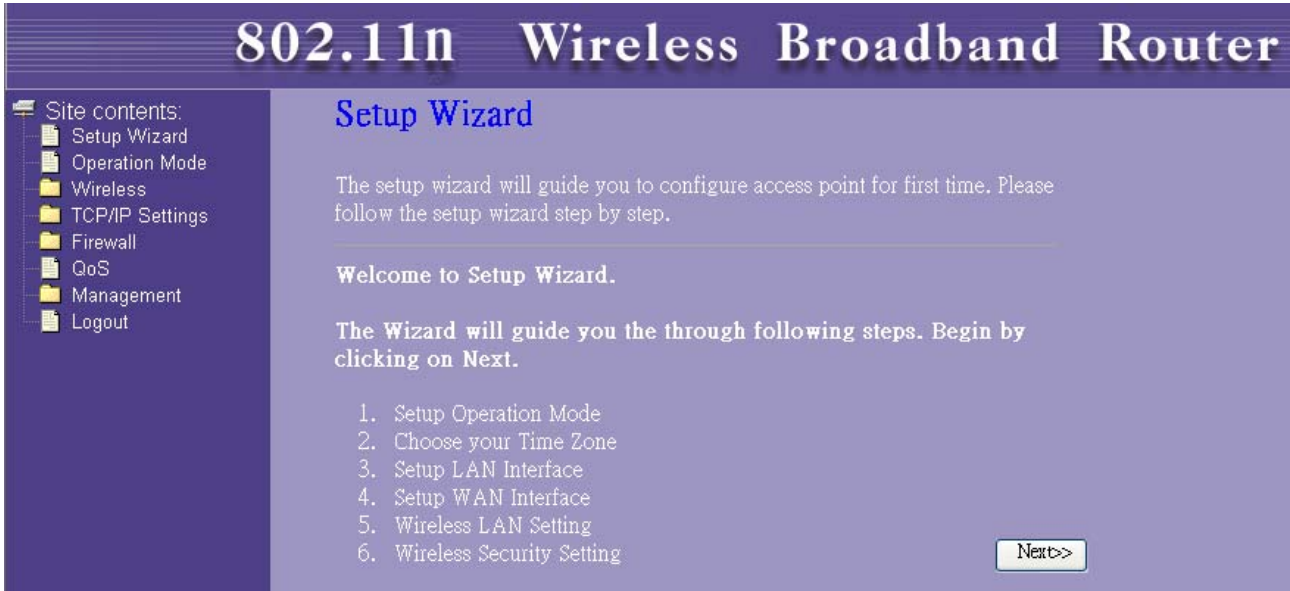 802.11n Wireless Broadband Router
Site contents:
Setup Wizard
Operation Mode
Wireless
TCP/IP Settings
Firewall
QoS
Management
Logout
Setup Wizard
The setup wizard will guide you to configure access point for first time. Please
follow the setup wizard step by step.
Welcome to Setup Wizard.
The Wizard will guide you the through following steps. Begin by
clicking on Next.
1. Setup Operation Mode
2. Choose your Time Zone
3. Setup LAN Interface
4. Setup WAN Interface
5. Wireless LAN Setting
6. Wireless Security Setting
Next>>